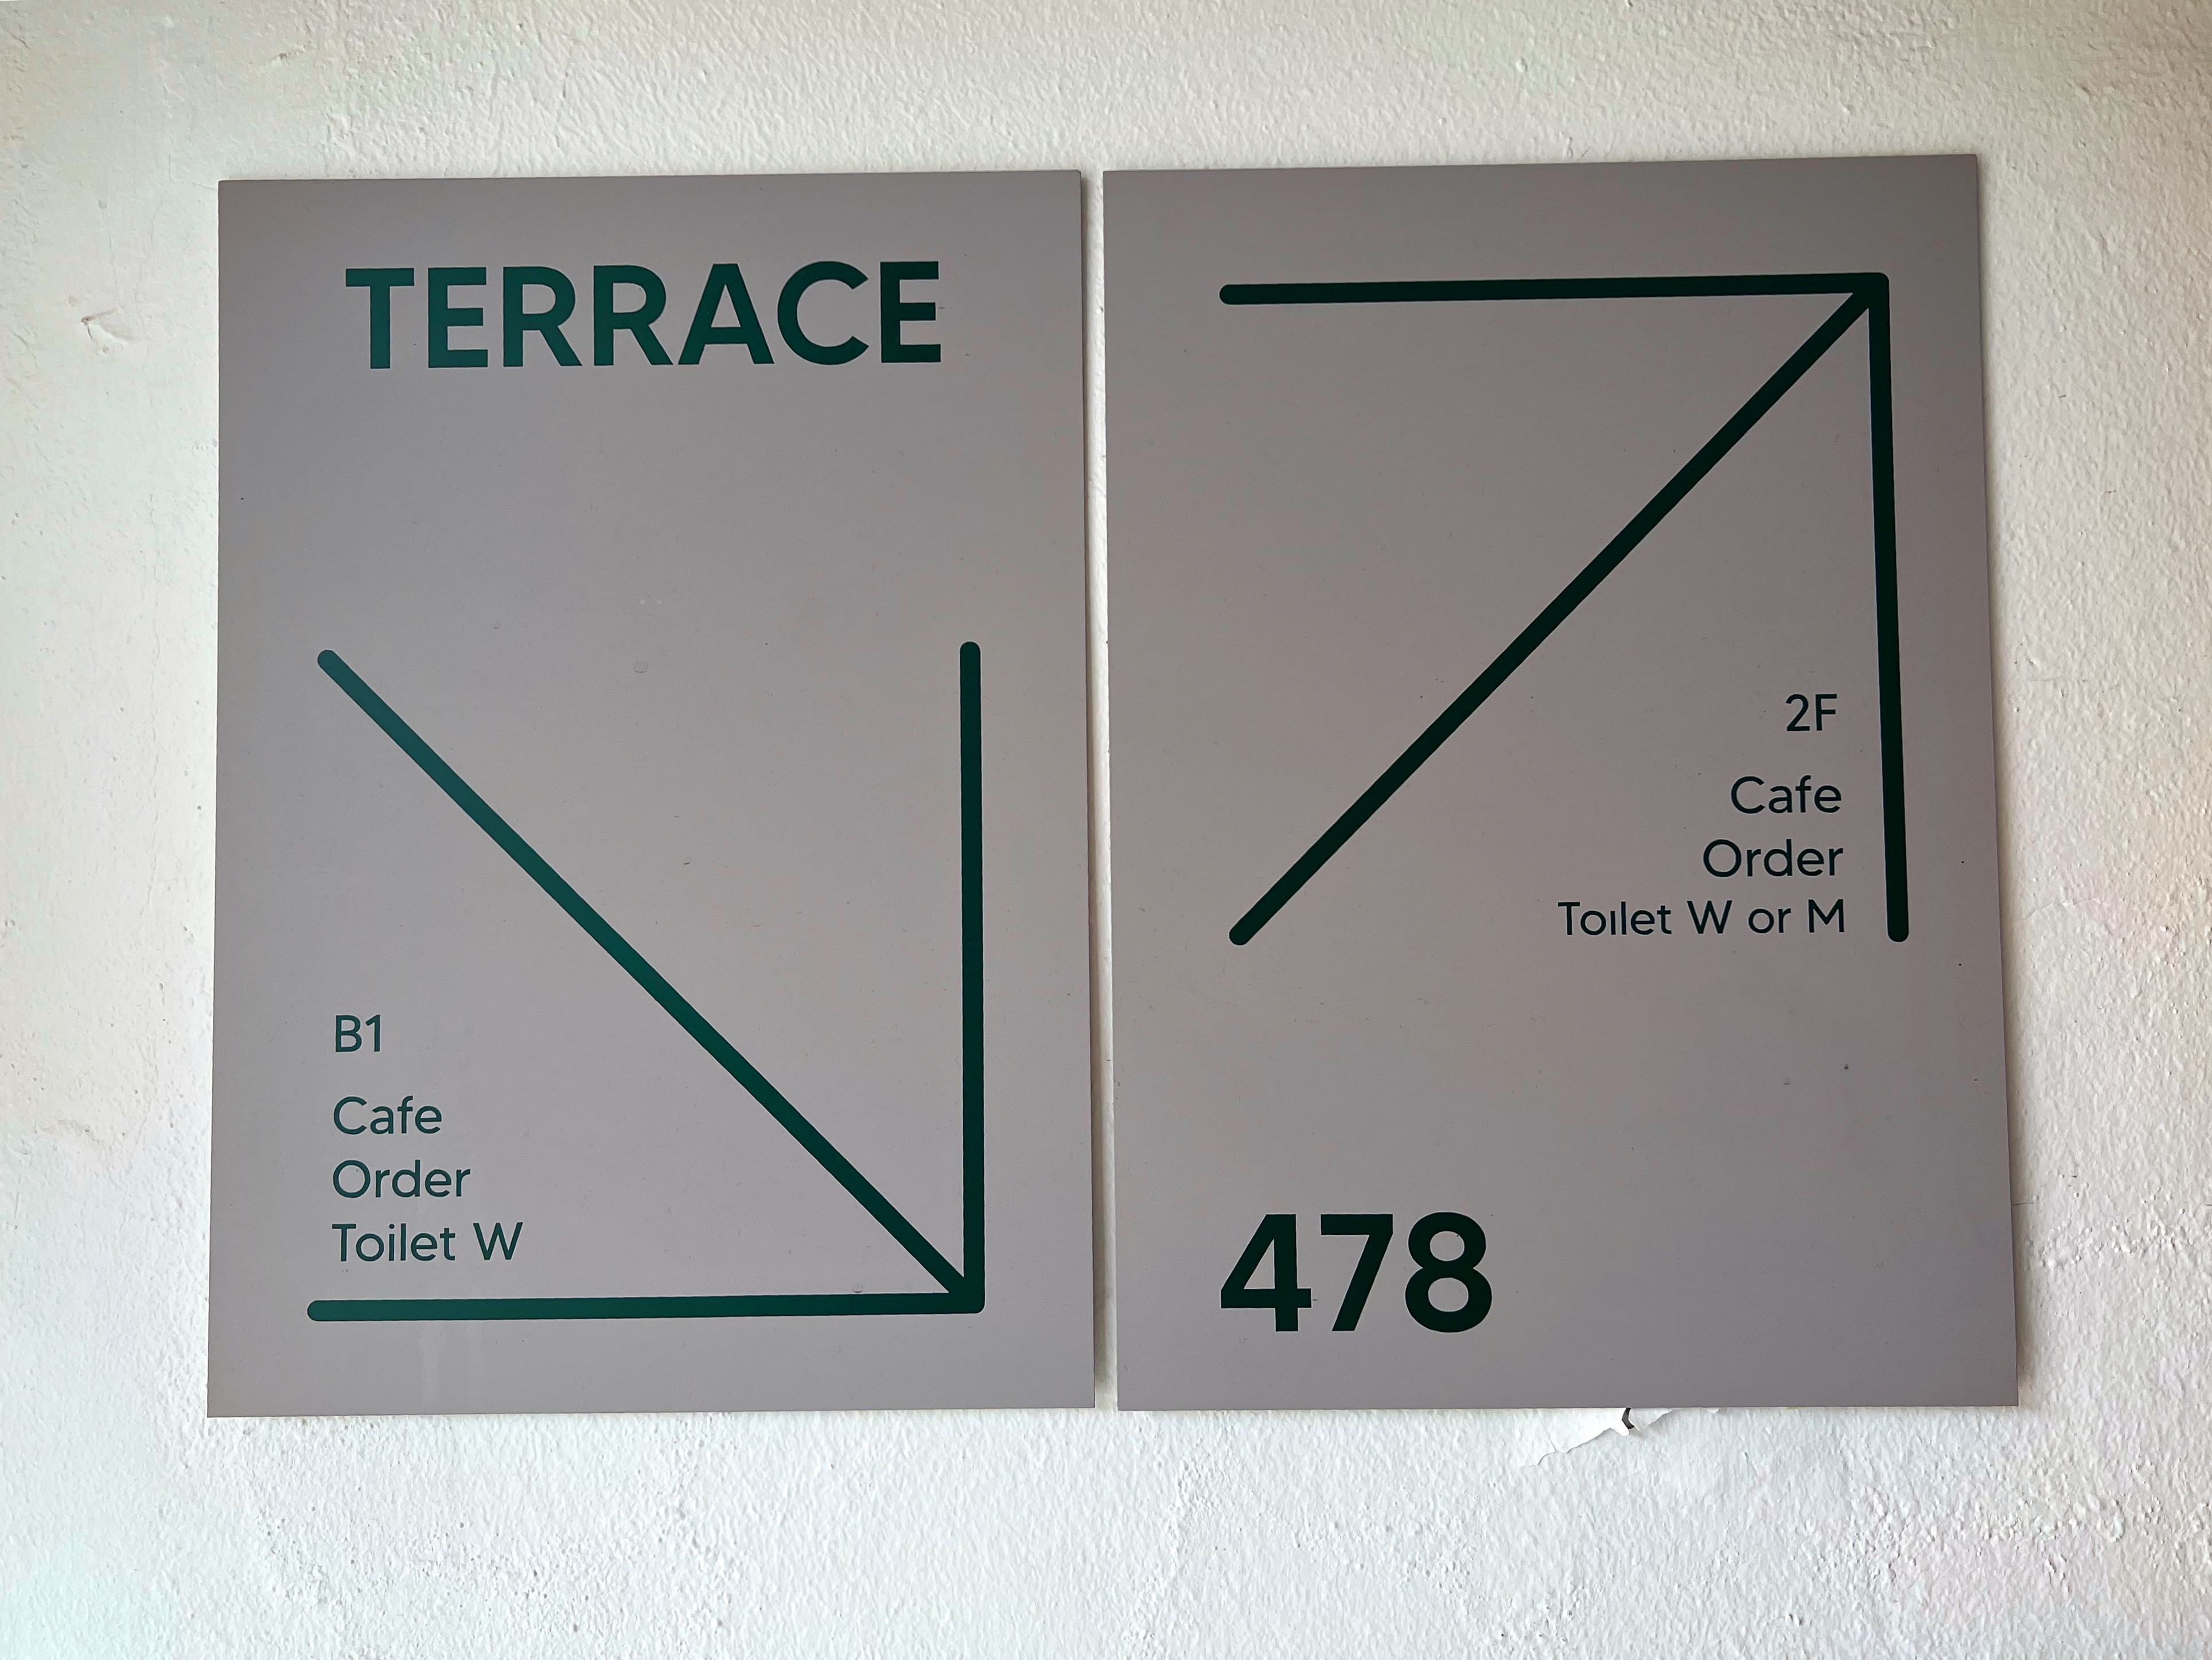 TERRACE
B1
Cafe
Order
Toilet W
2F
Cafe
Order
Toilet W or M
478